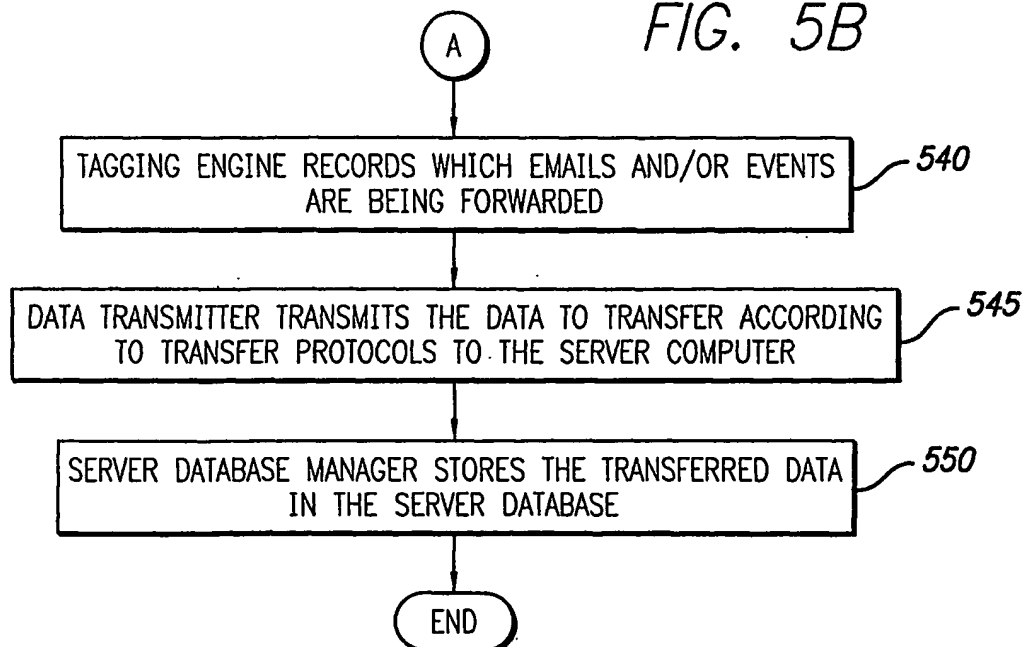 FIG. 5B
A
TAGGING ENGINE RECORDS WHICH EMAILS AND/OR EVENTS
ARE BEING FORWARDED
540
DATA TRANSMITTER TRANSMITS THE DATA TO TRANSFER ACCORDING
TO TRANSFER PROTOCOLS TO THE SERVER COMPUTER
545
SERVER DATABASE MANAGER STORES THE TRANSFERRED DATA
IN THE SERVER DATABASE
550
END